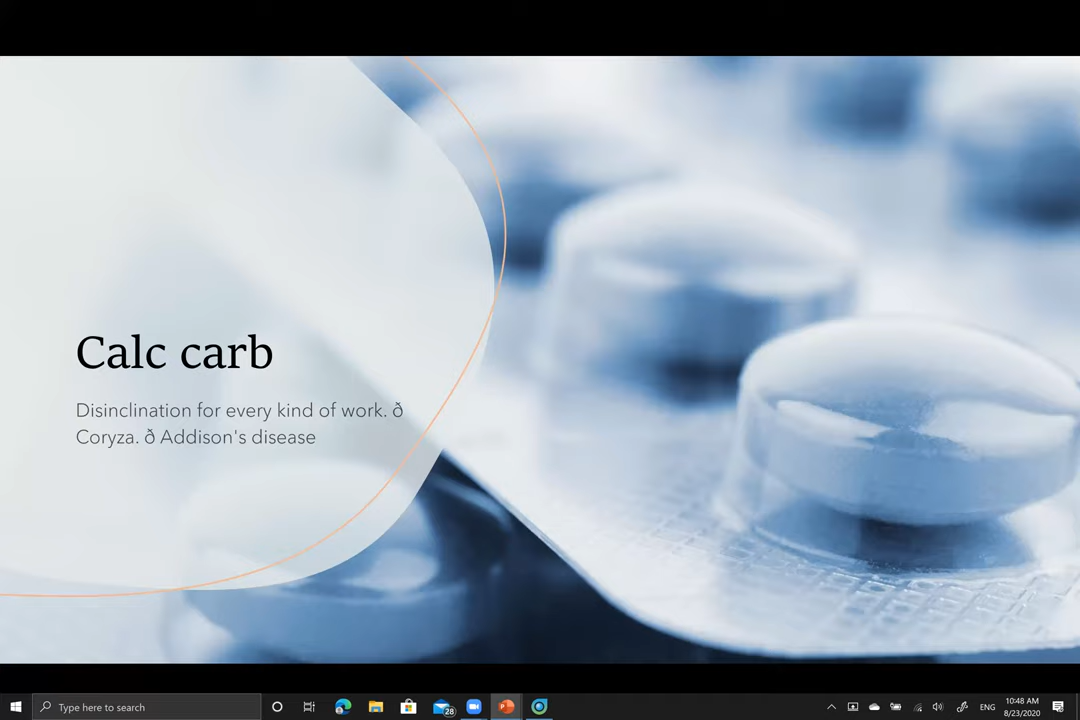 Calc carb
Disinclination for every kind of work. ð
Coryza. ð Addison's disease
Type here to search
28
ENG
10:48 AM
8/23/2020